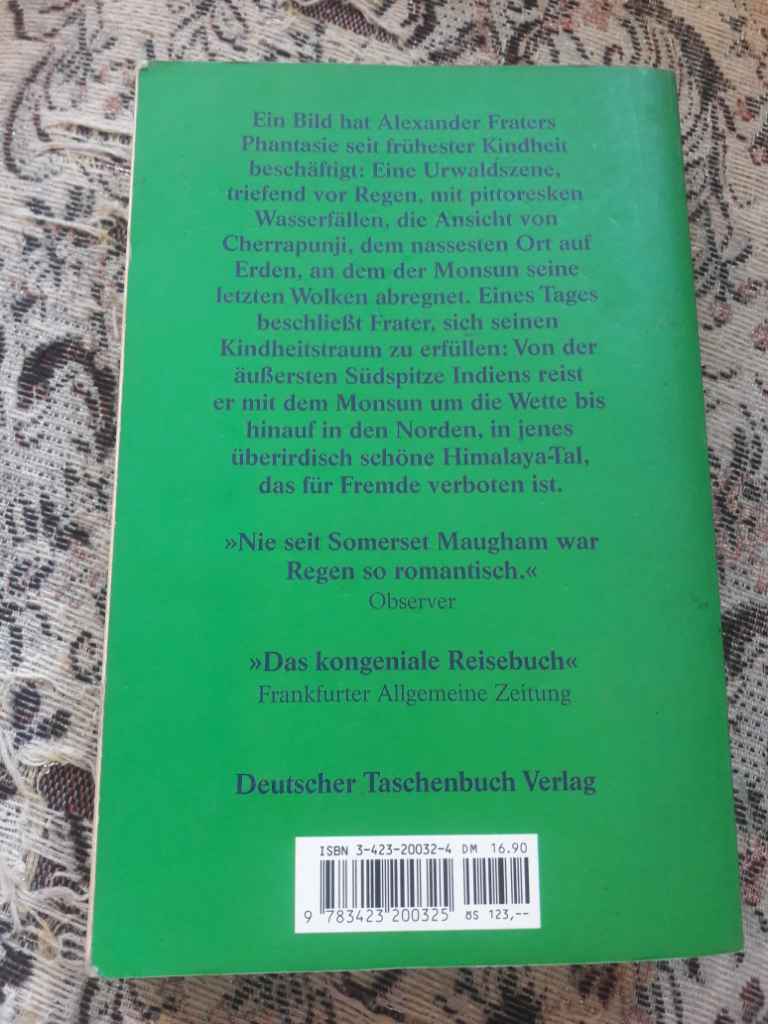 Ein Bild hat Alexander Fraters
Phantasie seit frühester Kindheit
beschäftigt: Eine Urwaldszene,
triefend vor Regen, mit pittoresken
Wasserfällen, die Ansicht von
Cherrapunji, dem nassesten Ort auf
Erden, an dem der Monsun seine
letzten Wolken abregnet. Eines Tages
beschließt Frater, sich seinen
Kindheitstraum zu erfüllen: Von der
äußersten Südspitze Indiens reist
er mit dem Monsun um die Wette bis
hinauf in den Norden, in jenes
überirdisch schöne Himalaya-Tal,
das für Fremde verboten ist.
»Nie seit Somerset Maugham war
Regen so romantisch.«
Observer
»Das kongeniale Reisebuch«
Frankfurter Allgemeine Zeitung
Deutscher Taschenbuch Verlag
ISBN 3-423-20032-4 DM 16.90
9 783423 200325 öS 123,--